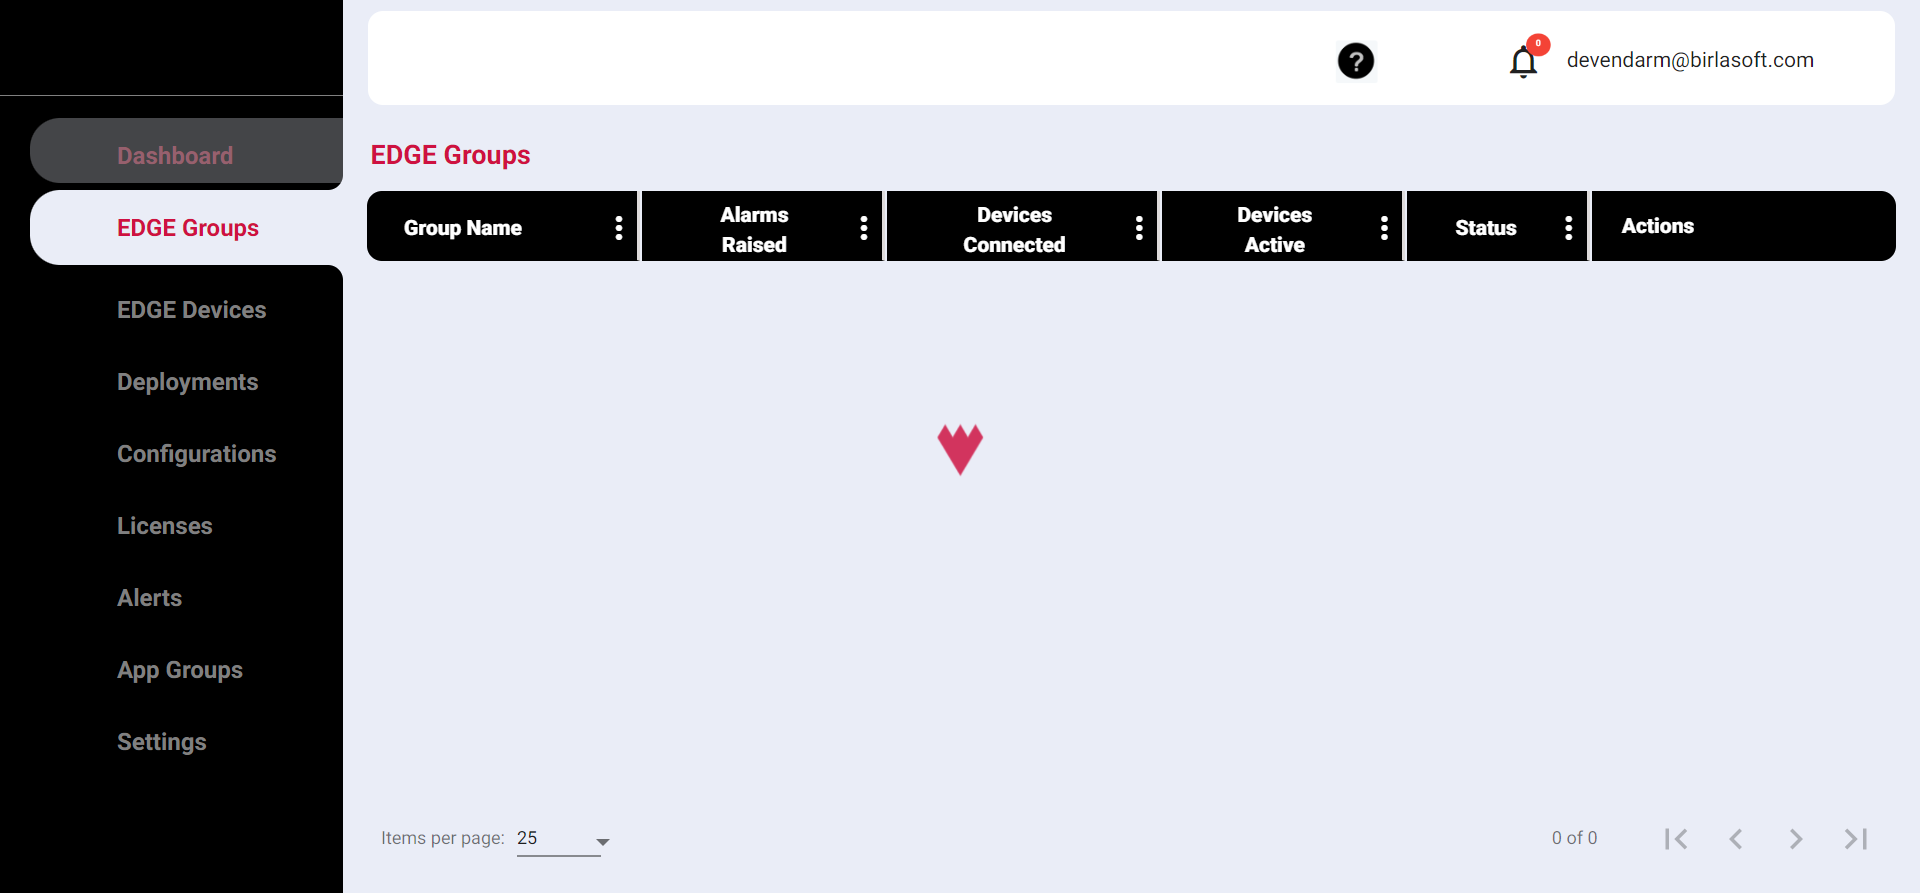 ?
0
devendarm@birlasoft.com
Dashboard
EDGE Groups
EDGE Devices
Deployments
Configurations
Licenses
Alerts
App Groups
Settings
EDGE Groups
Group Name
Alarms
Raised
Devices
Connected
Devices
Active
Status
Actions
Items per page: 25
0 of 0